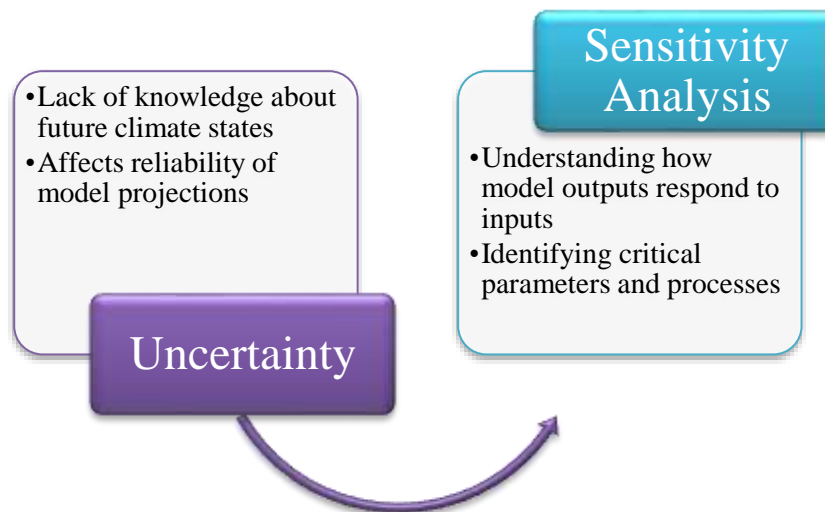 •Lack of knowledge about
future climate states
•Affects reliability of
model projections
Uncertainty
Sensitivity
Analysis
•Understanding how
model outputs respond to
inputs
•Identifying critical
parameters and processes